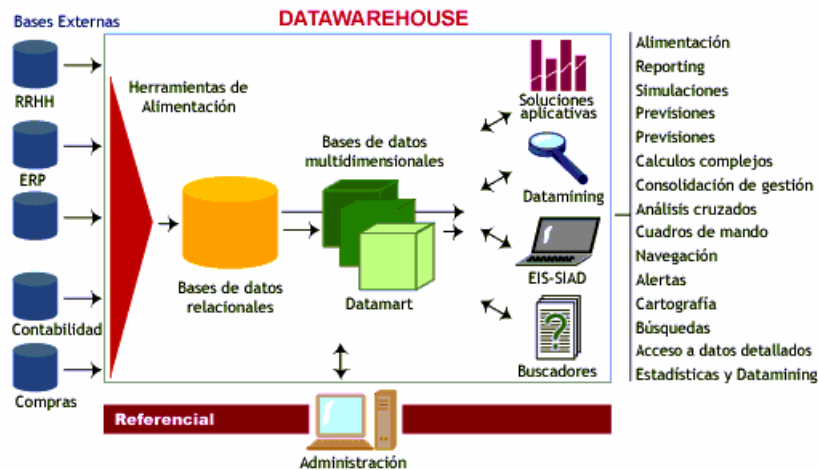 DATAWAREHOUSE
Bases Externas
RRHH
ERP
Contabilidad
Compras
Herramientas de
Alimentación
Bases de datos
relacionales
Bases de datos
multidimensionales
Datamart
Soluciones
aplicativas
Datamining
EIS-SIAD
?
Buscadores
Alimentación
Reporting
Simulaciones
Previsiones
Previsiones
Calculos complejos
Consolidación de gestión
Análisis cruzados
Cuadros de mando
Navegación
Alertas
Cartografía
Búsquedas
Acceso a datos detallados
Estadísticas y Datamining
Referencial
Administración